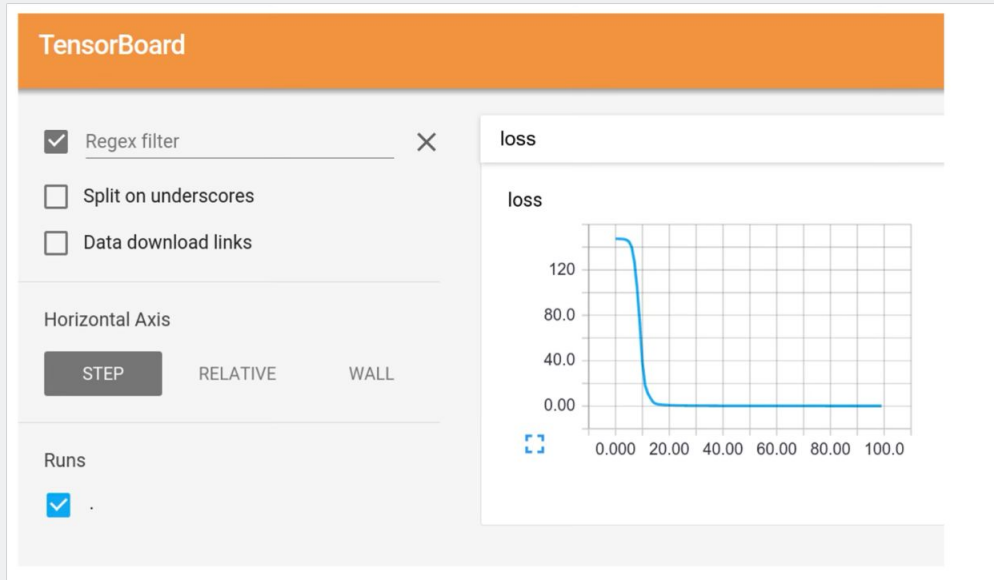 TensorBoard
Regex filter
Split on underscores
Data download links
Horizontal Axis
STEP RELATIVE WALL
Runs
.
loss
loss
120
80.0
40.0
0.00
0.000 20.00 40.00 60.00 80.00 100.0